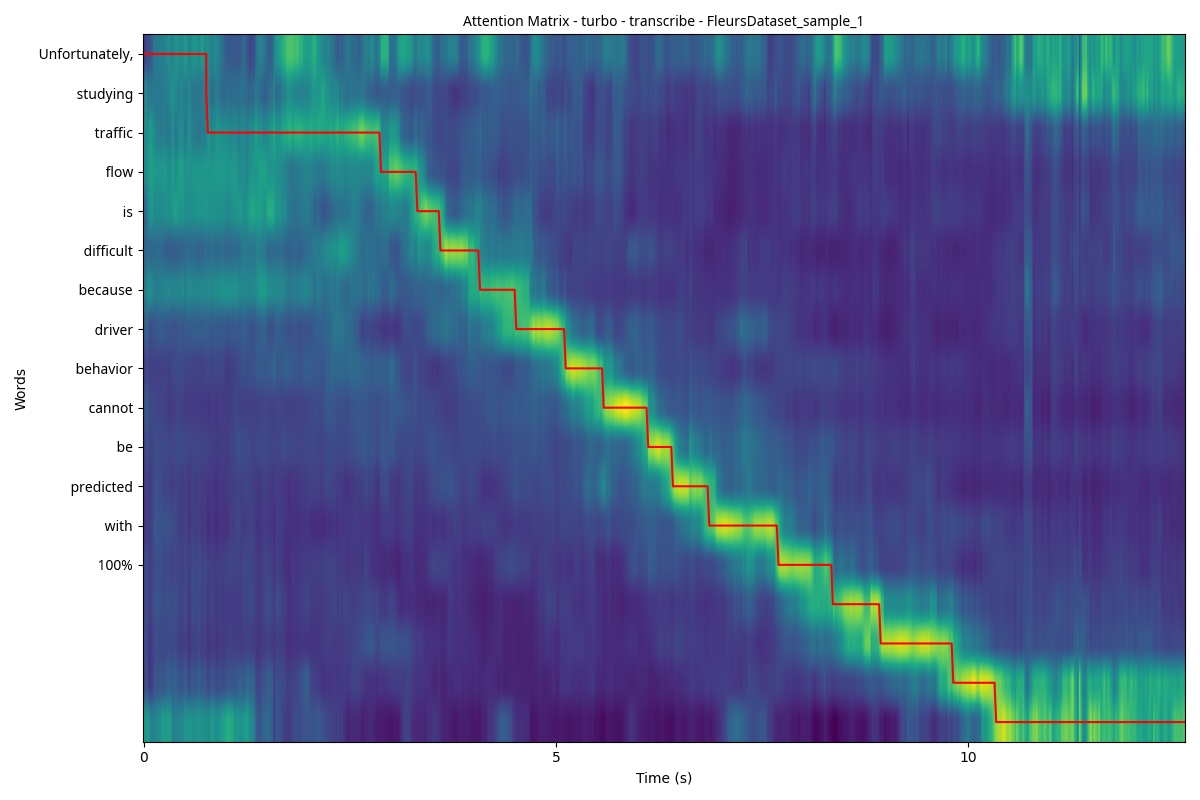 Attention Matrix - turbo - transcribe - FleursDataset_sample_1
Unfortunately,
studying
traffic
flow
is
difficult
because
driver
behavior
cannot
be
predicted
with
100%
Words
0 5 10
Time (s)